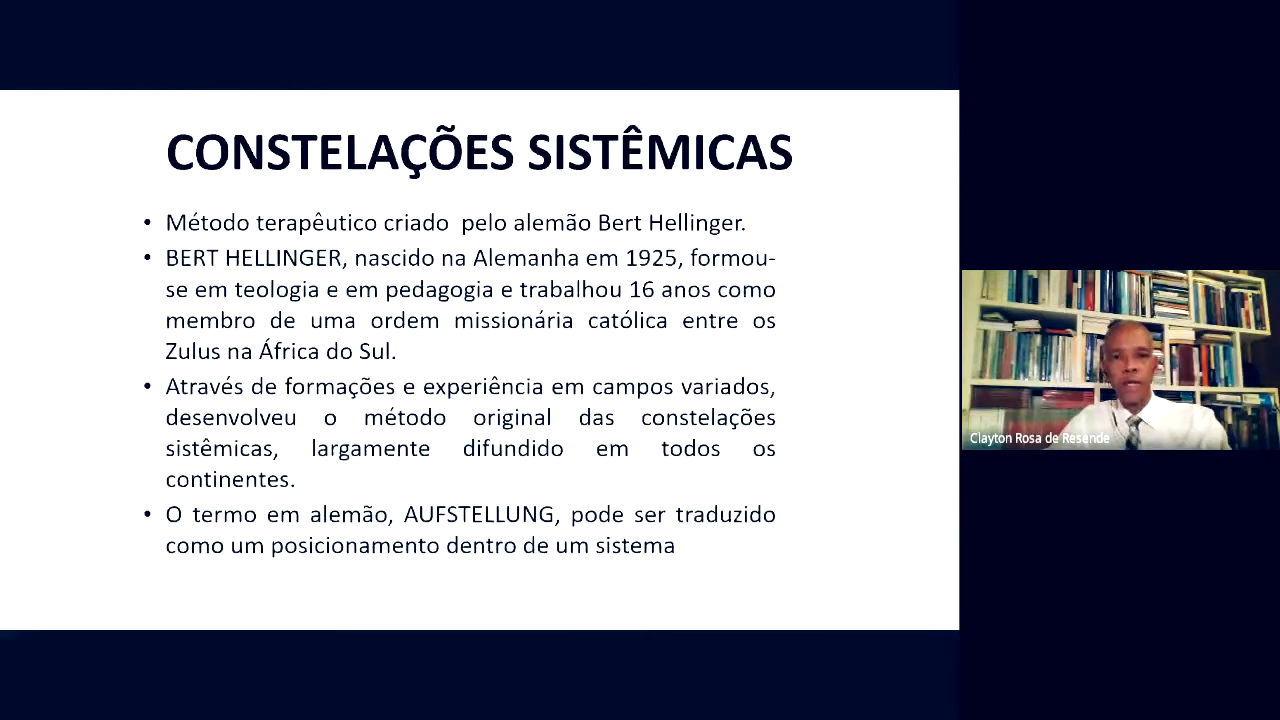 CONSTELAÇÕES SISTÊMICAS
• Método terapêutico criado  pelo alemão Bert Hellinger.
• BERT HELLINGER, nascido na Alemanha em 1925, formou-
se em teologia e em pedagogia e trabalhou 16 anos como
membro de uma ordem missionária católica entre os
Zulus na África do Sul.
• Através de formações e experiência em campos variados,
desenvolveu o método original das constelações
sistêmicas, largamente difundido em todos os
continentes.
• O termo em alemão, AUFSTELLUNG, pode ser traduzido
como um posicionamento dentro de um sistema
Clayton Rosa de Resende